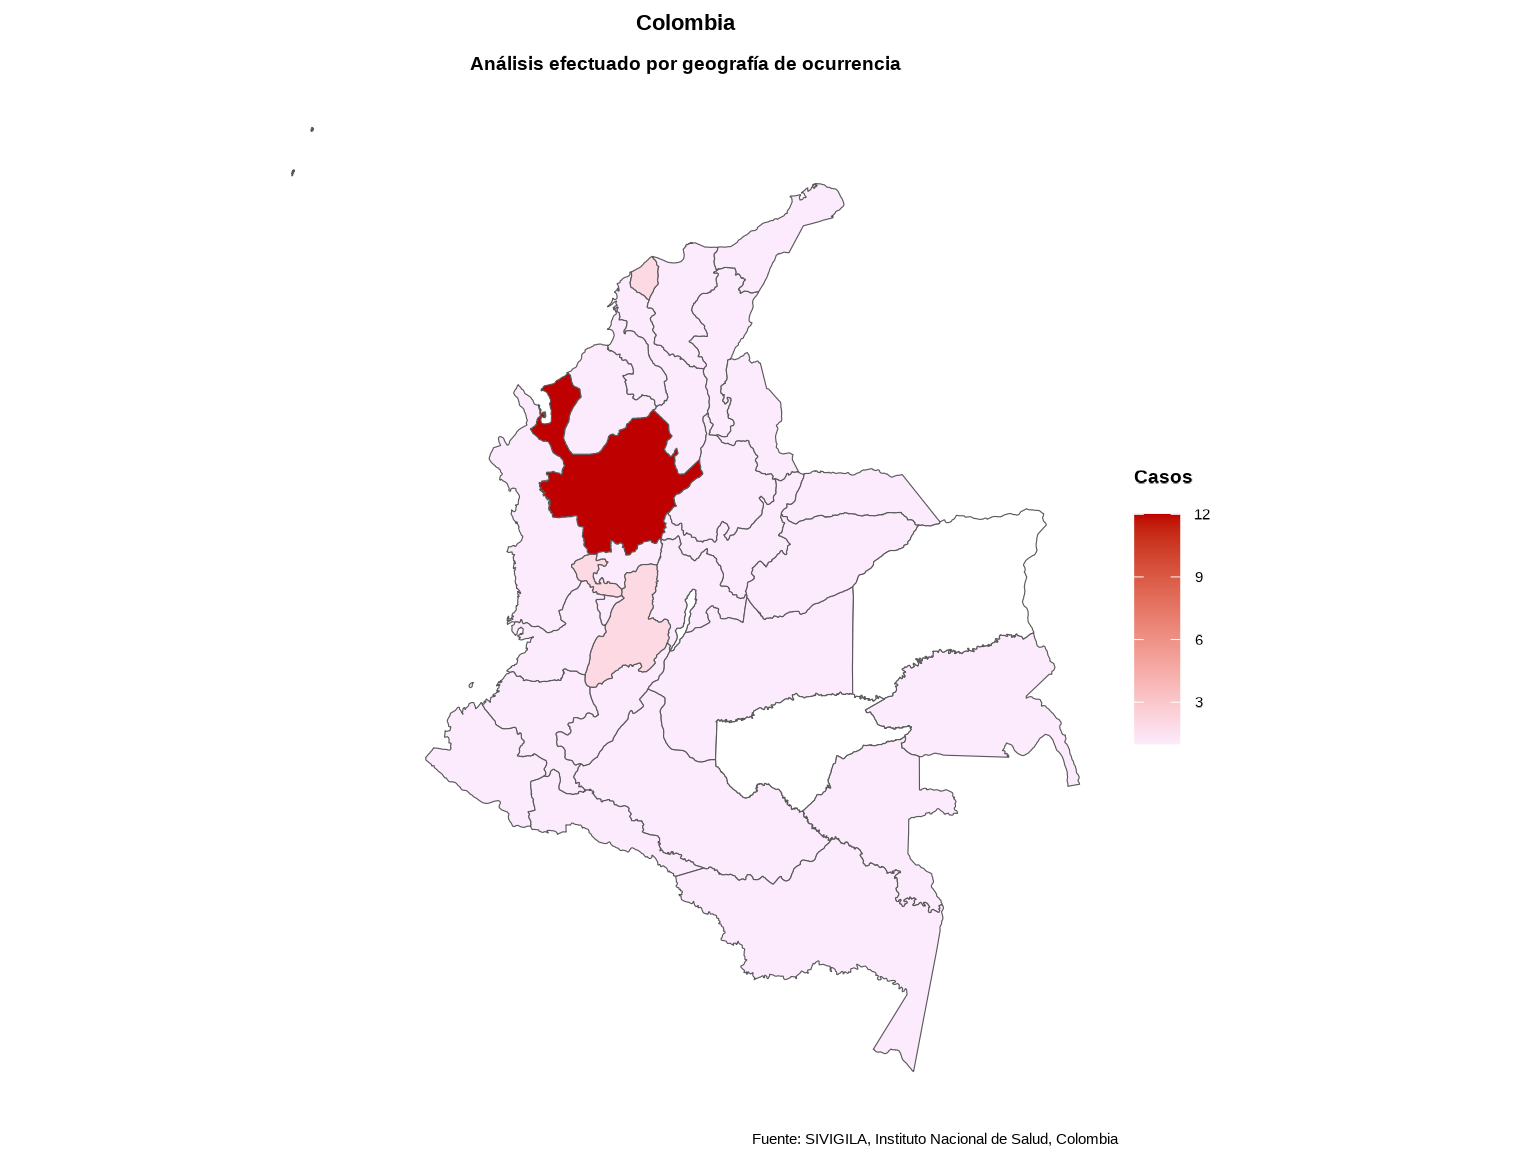 Colombia
Análisis efectuado por geografía de ocurrencia
Casos
12
9
6
3
Fuente: SIVIGILA, Instituto Nacional de Salud, Colombia